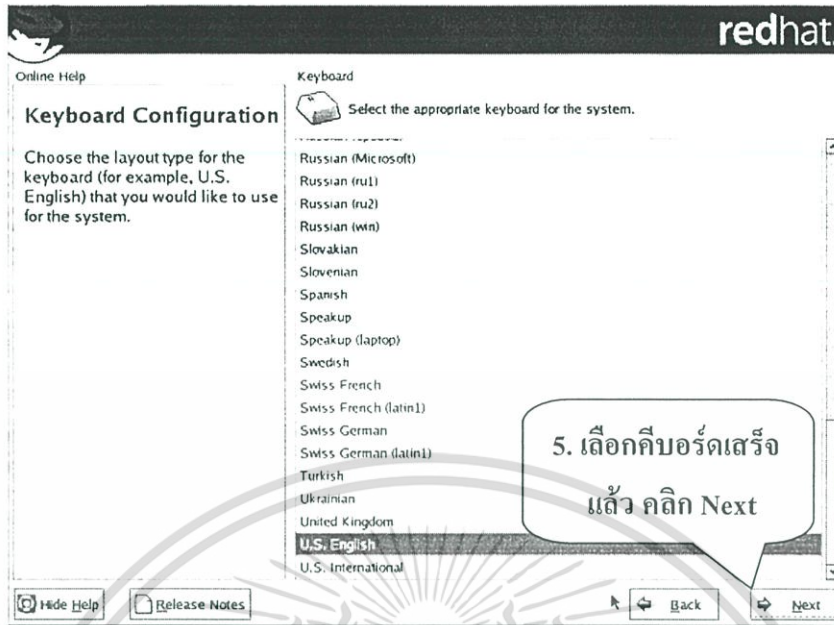 redhat.
Online Help
Keyboard Configuration
Choose the layout type for the
keyboard (for example, U.S.
English) that you would like to use
for the system.
Keyboard
Select the appropriate keyboard for the system.
Russian (Microsoft)
Russian (ru1)
Russian (ru2)
Russian (win)
Slovakian
Slovenian
Spanish
Speakup
Speakup (laptop)
Swedish
Swiss French
Swiss French (latin1)
Swiss German
Swiss German (latin1)
Turkish
Ukrainian
United Kingdom
U.S. English
U.S. International
5. เลือกคีบอร์ดเสร็จ
แล้ว คลิก Next
Hide Help
Release Notes
Back
Next